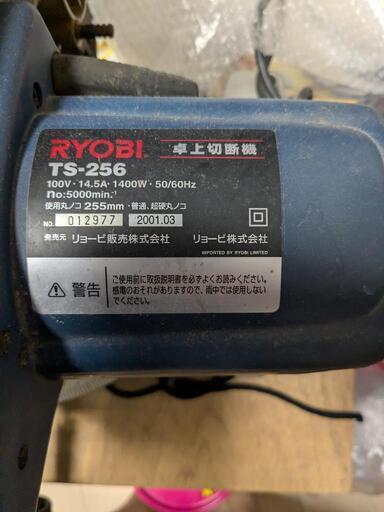 RYOBI 卓上切断機
TS-256
100V・14.5A・1400W・50/60Hz
no:5000min.⁻¹
使用丸ノコ 255mm・普通、超硬丸ノコ
NO. 012977 2001.03
発売元 リョービ販売株式会社 リョービ株式会社
IMPORTED BY RYOBI LIMITED
警告
ご使用前に取扱説明書を必ずよくお読みください。
感電のおそれがありますので、雨中では使用しない
でください。